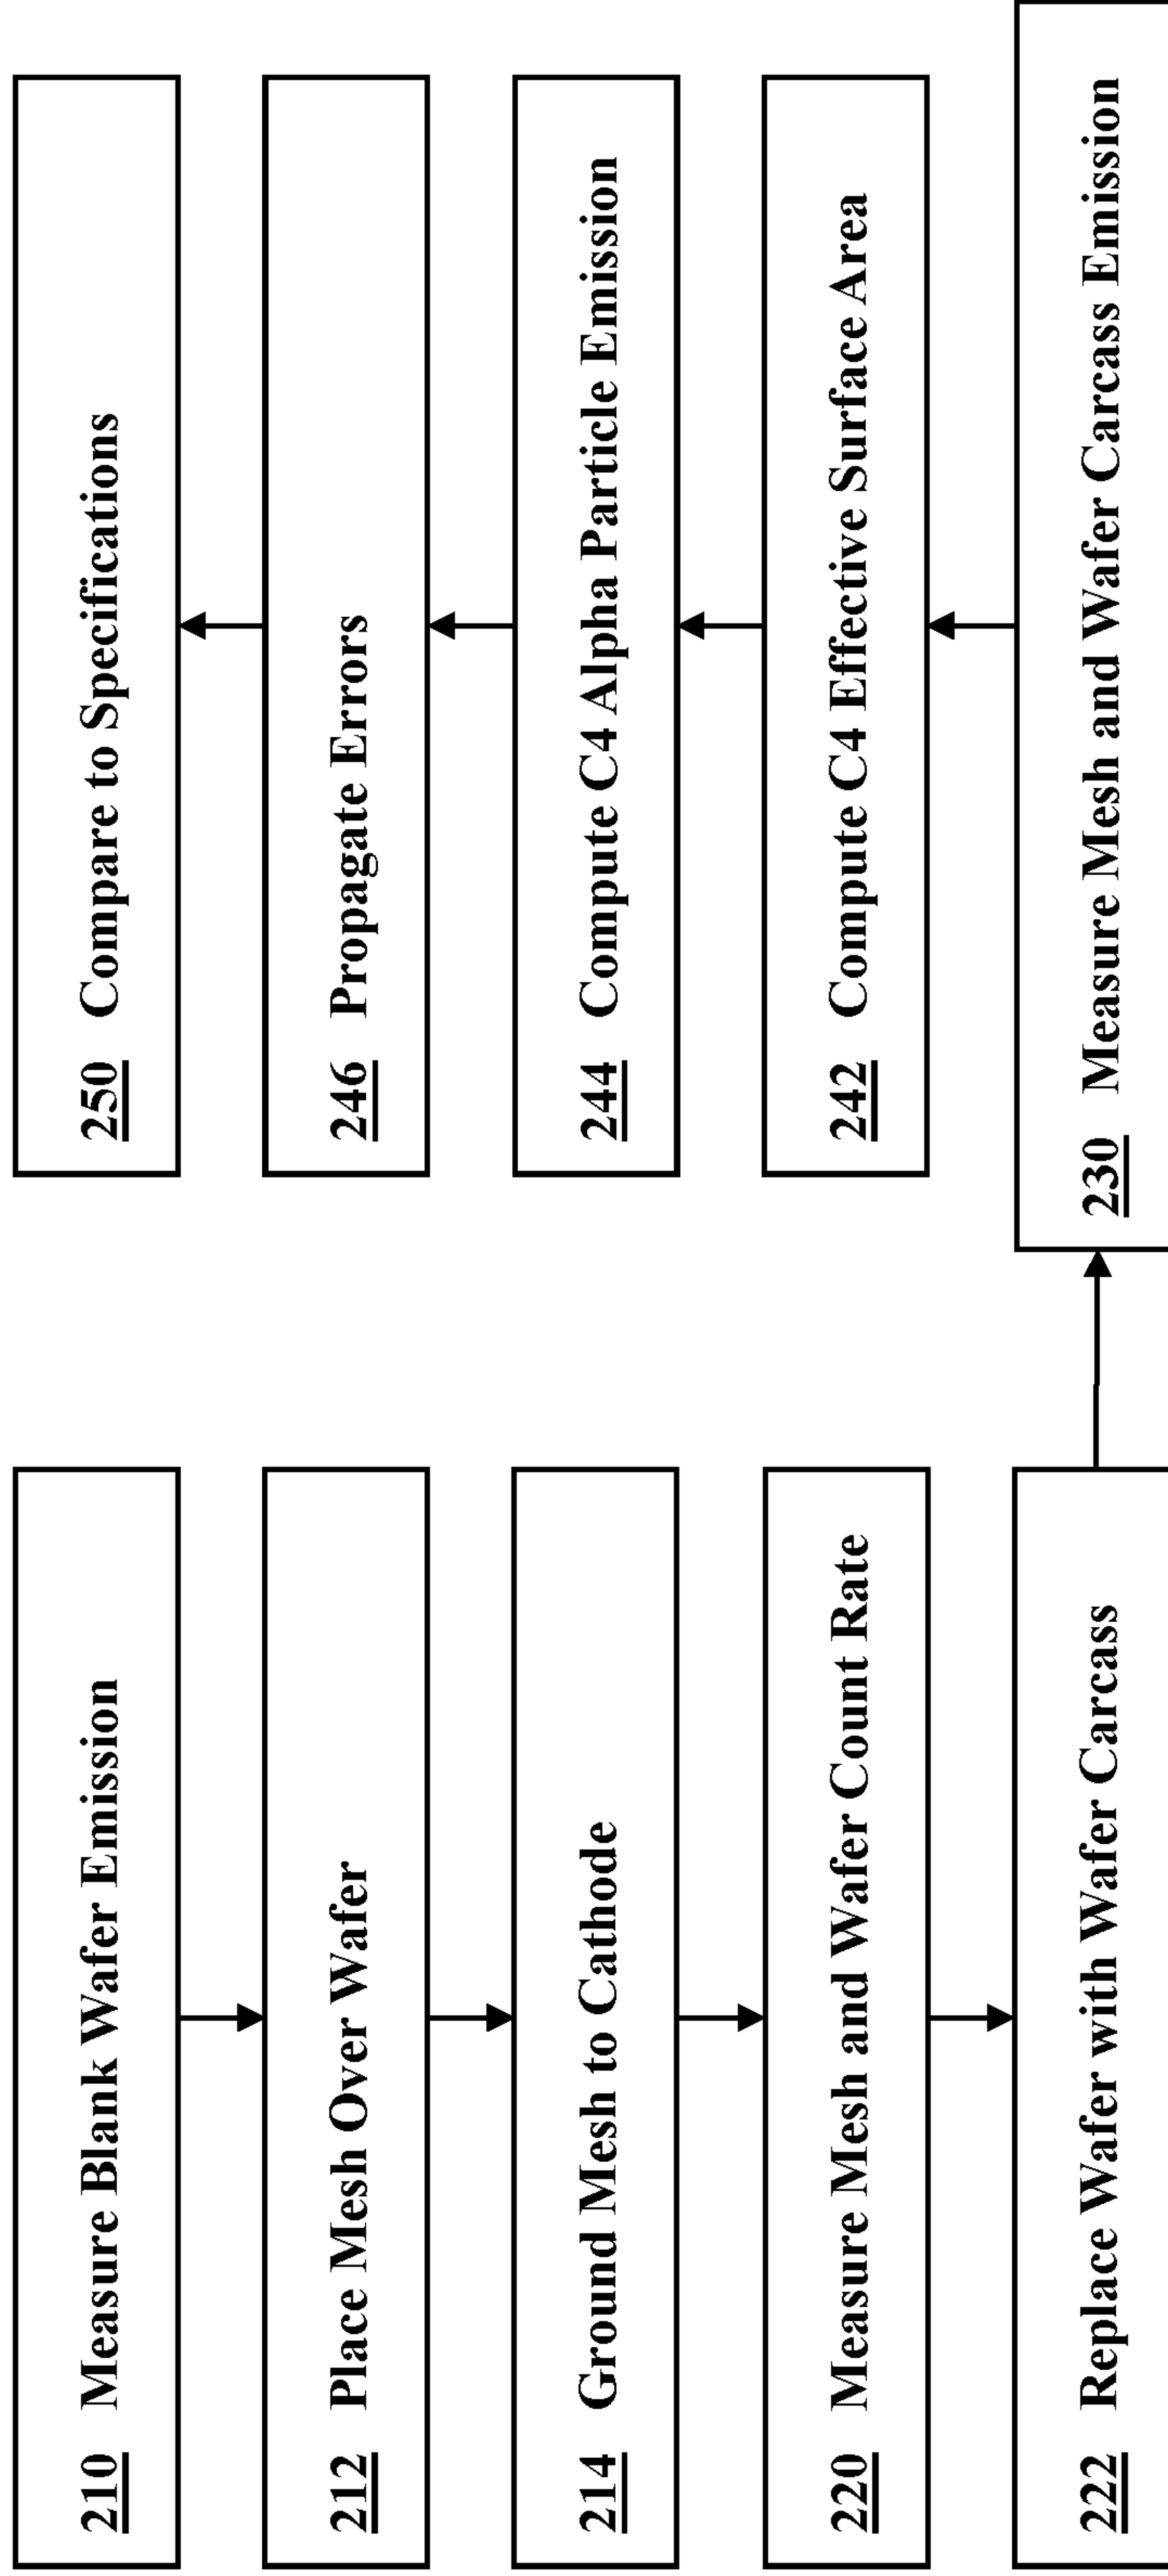 210 Measure Blank Wafer Emission
212 Place Mesh Over Wafer
214 Ground Mesh to Cathode
220 Measure Mesh and Wafer Count Rate
222 Replace Wafer with Wafer Carcass
230 Measure Mesh and Wafer Carcass Emission
242 Compute C4 Effective Surface Area
244 Compute C4 Alpha Particle Emission
246 Propagate Errors
250 Compare to Specifications